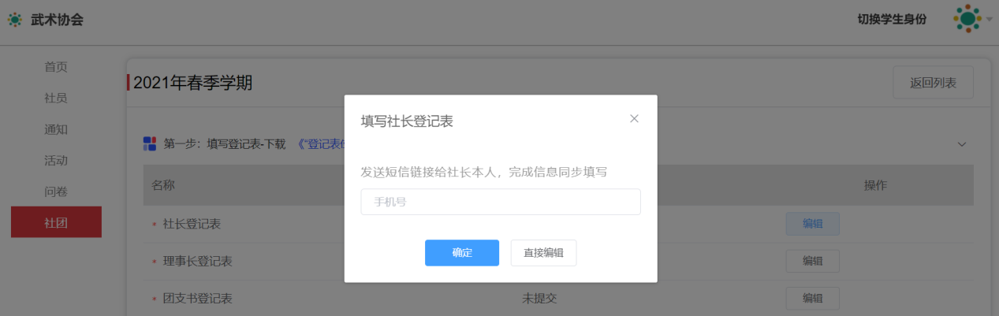 武术协会
切换学生身份
首页
社员
通知
活动
问卷
社团
2021年春季学期
返回列表
第一步：填写登记表-下载 《“登记表
名称
操作
社长登记表
编辑
理事长登记表
编辑
团支书登记表
未提交
编辑
填写社长登记表
发送短信链接给社长本人，完成信息同步填写
手机号
确定
直接编辑